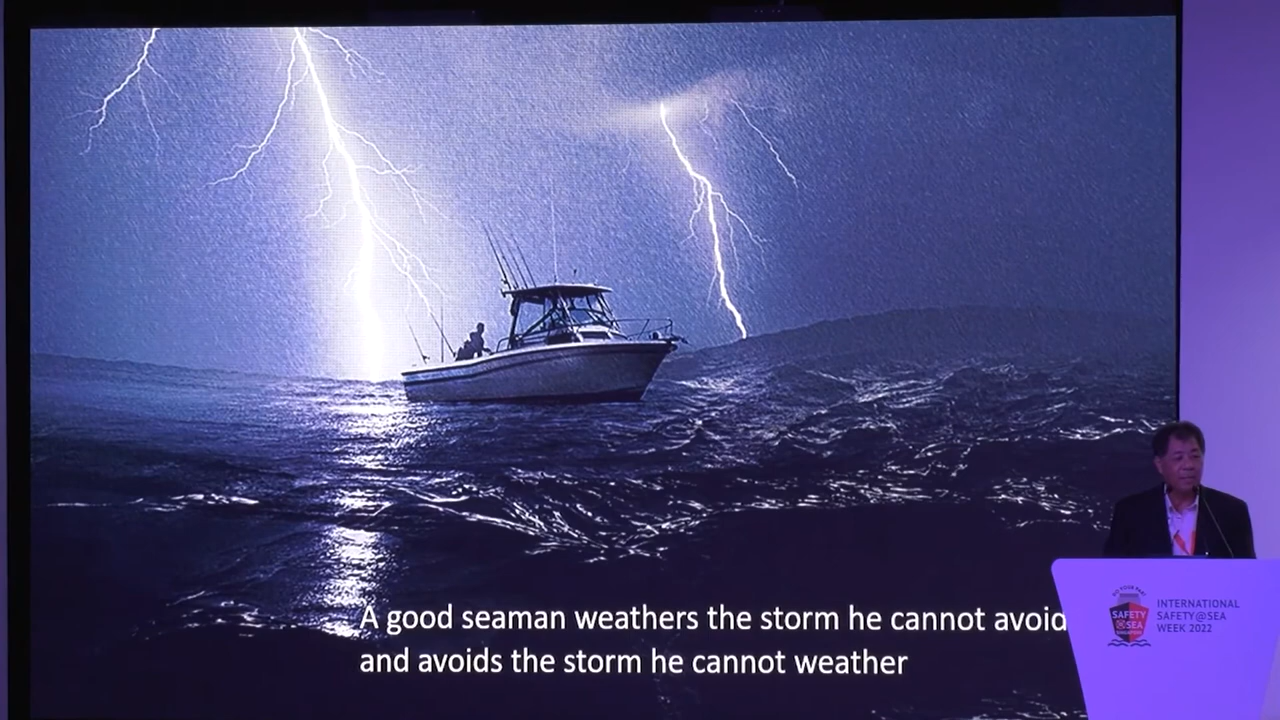 A good seaman weathers the storm he cannot avoid
and avoids the storm he cannot weather
SAFETY
@SEA
INTERNATIONAL
SAFETY@SEA
WEEK 2022